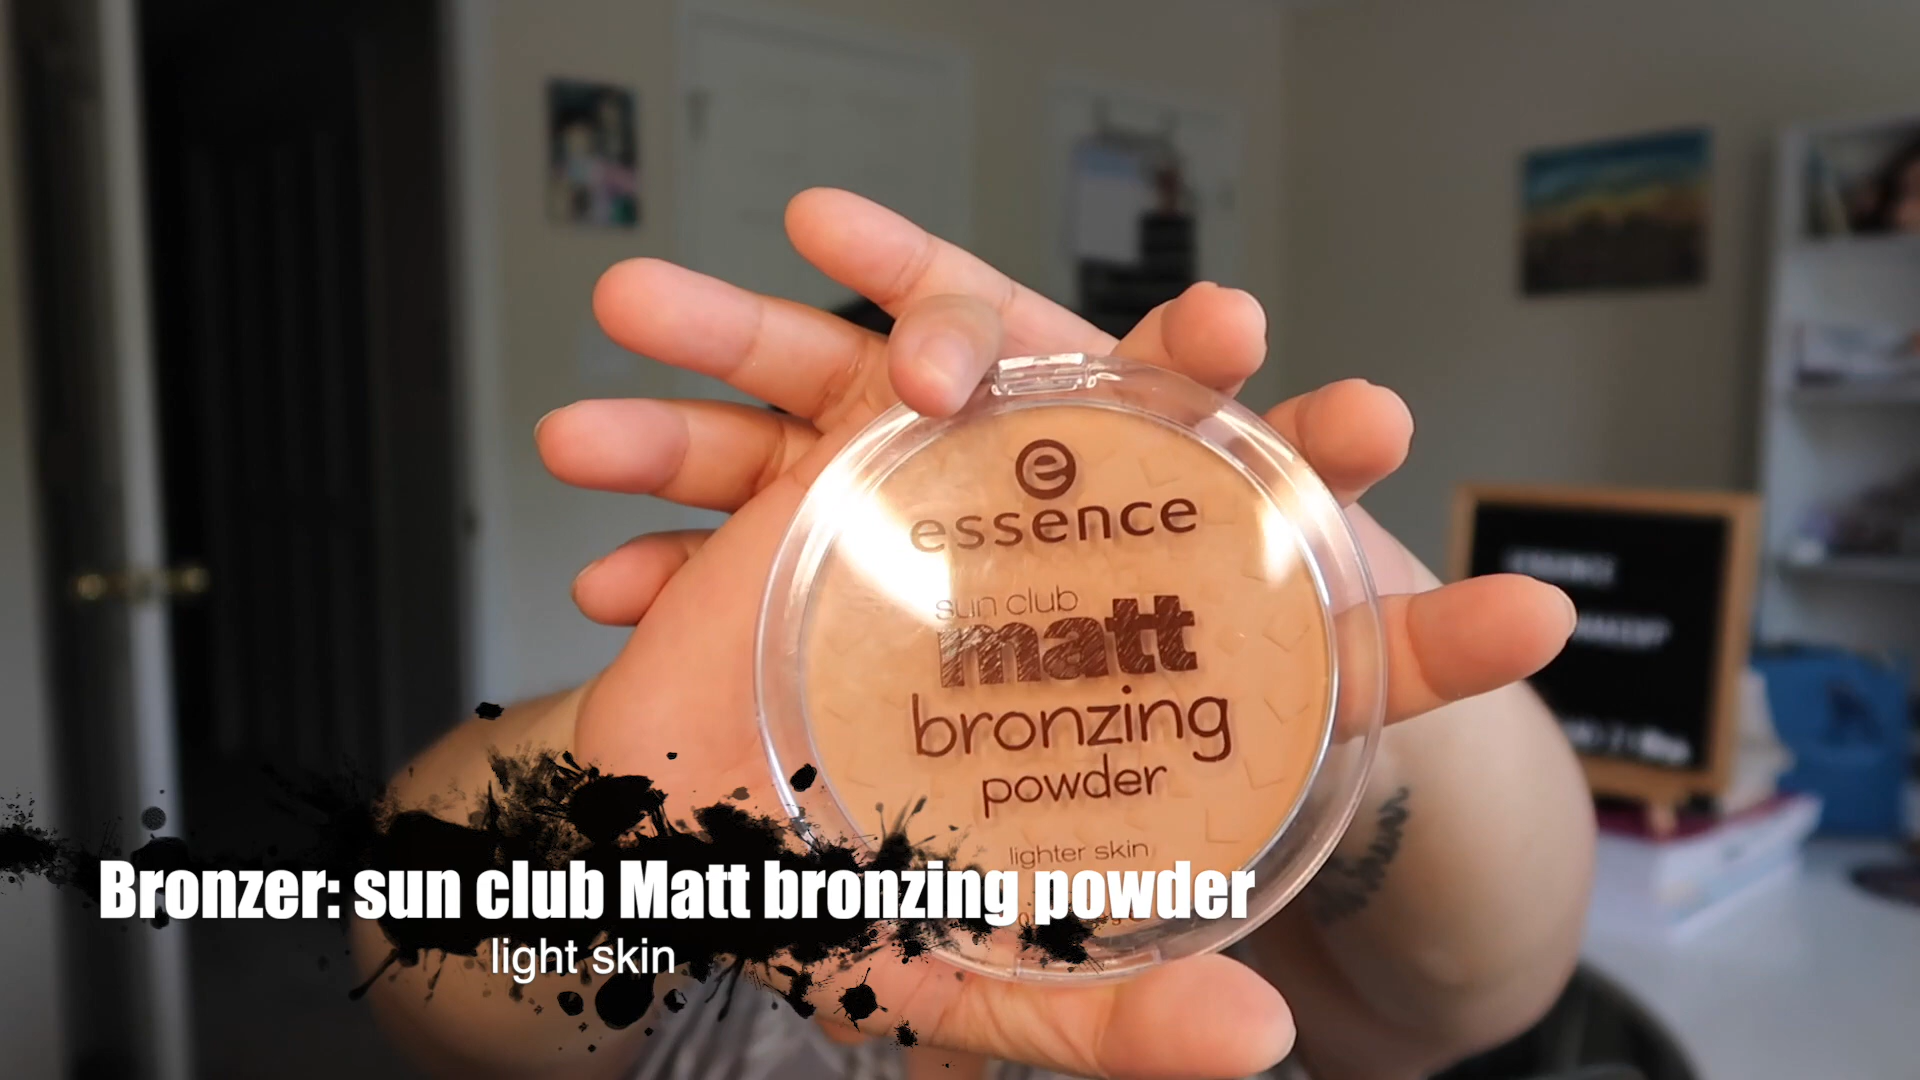 e
essence
sun club
matt
bronzing
powder
lighter skin
Bronzer: sun club Matt bronzing powder
light skin